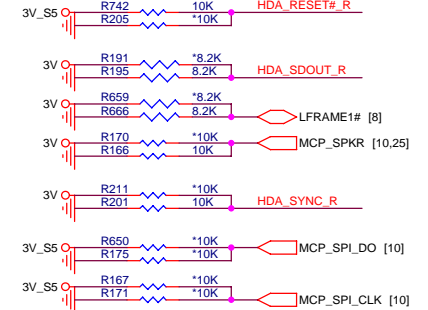 R742 10K HDA_RESET#_R
3V_S5
R205 *10K
R191 *8.2K
3V
R195 8.2K HDA_SDOUT_R
R659 *8.2K
3V
R666 8.2K LFRAME1# [8]
R170 *10K
3V MCP_SPKR [10,25]
R166 10K
R211 *10K
3V
R201 10K HDA_SYNC_R
R650 *10K
3V_S5 MCP_SPI_DO [10]
R175 *10K
R167 *10K
3V_S5
R171 *10K MCP_SPI_CLK [10]